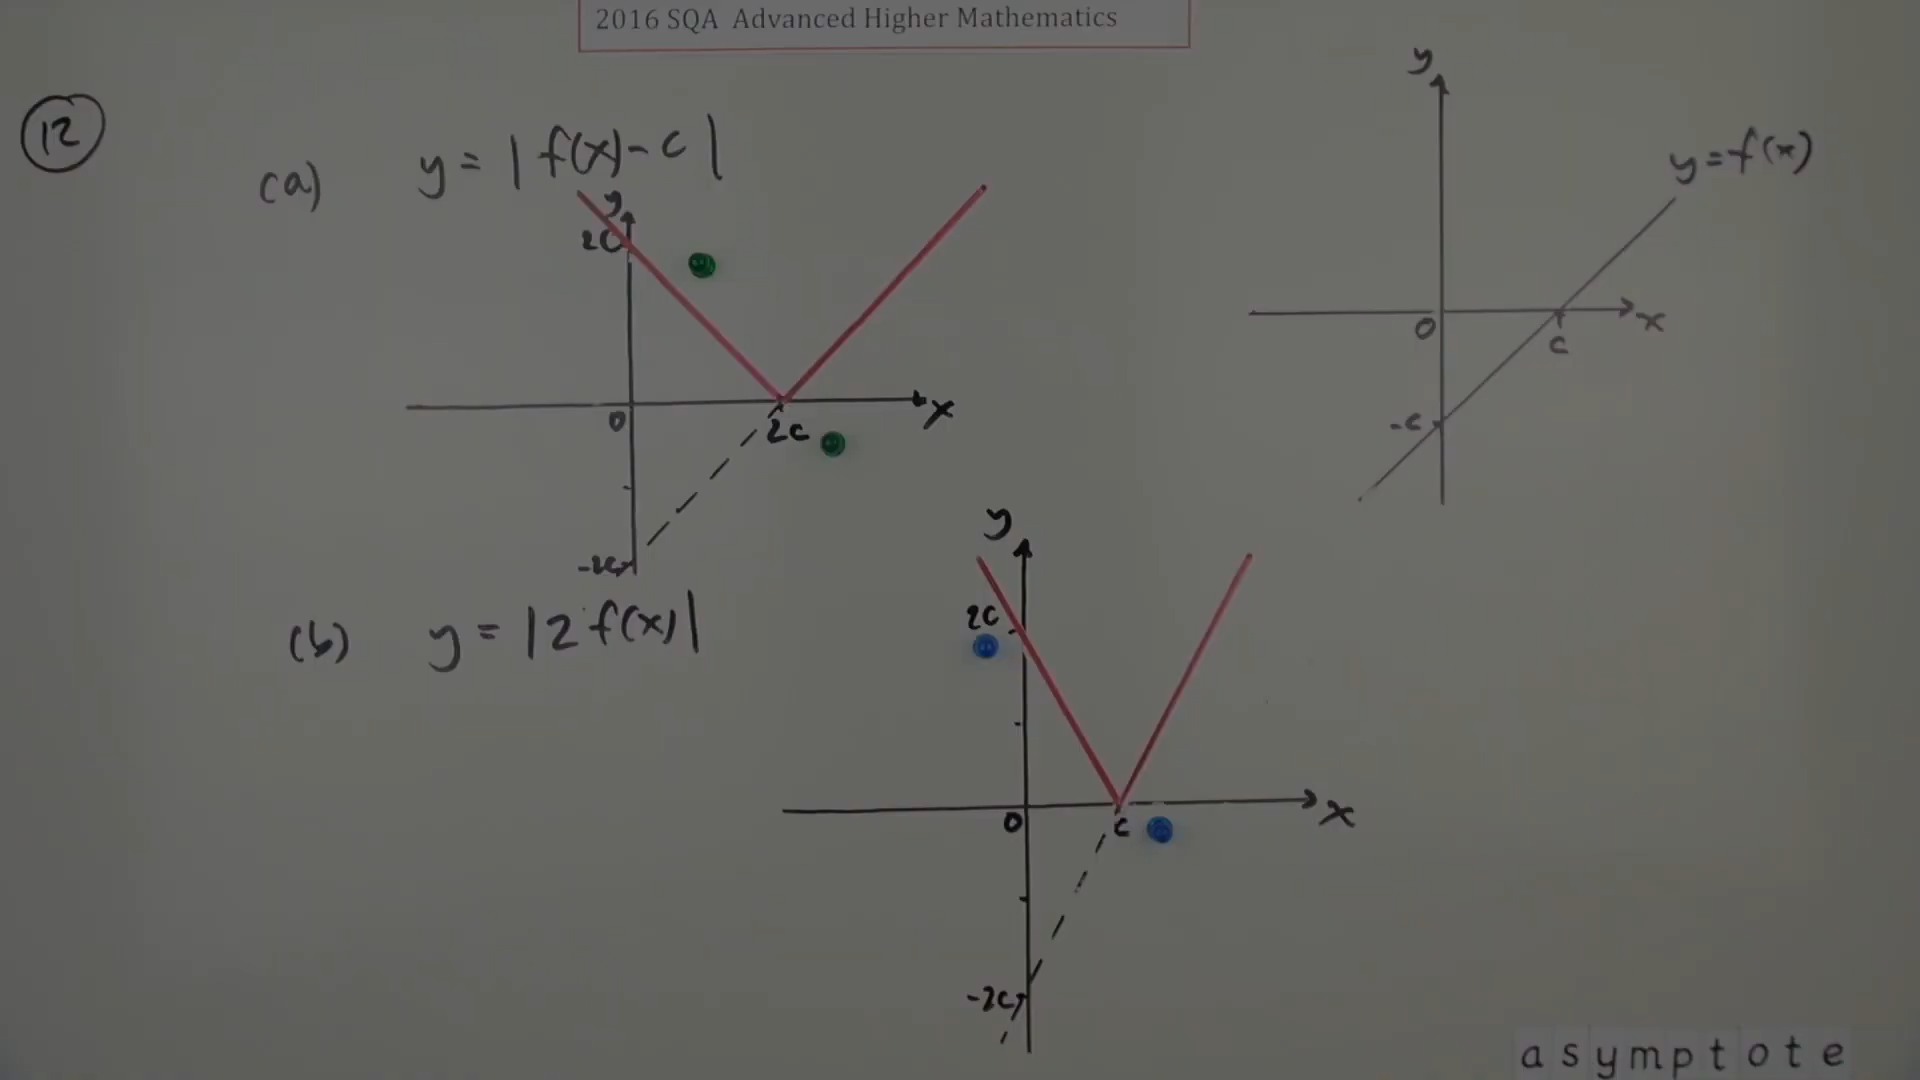 2016 SQA Advanced Higher Mathematics
12
(a) y = | f(x) - c |
y
2c
0
2c
x
-2c
y
y = f(x)
0
c
x
-c
(b) y = |2 f(x)|
y
2c
0
c
x
-2c
asymptote